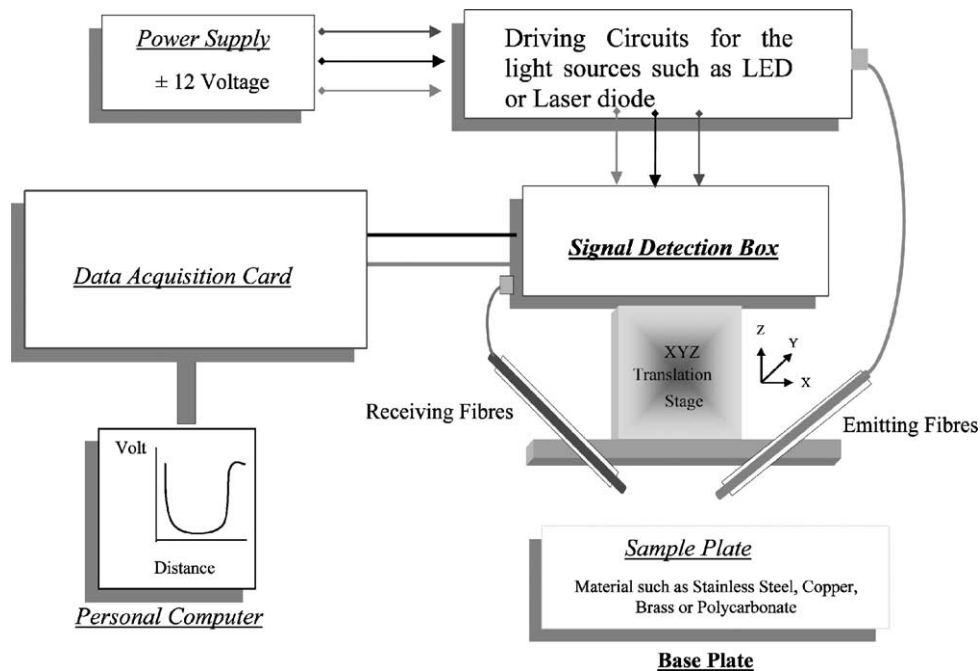 Power Supply
± 12 Voltage
Driving Circuits for the
light sources such as LED
or Laser diode
Data Acquisition Card
Signal Detection Box
XYZ
Translation
Stage
Z
Y
X
Receiving Fibres
Emitting Fibres
Volt
Distance
Personal Computer
Sample Plate
Material such as Stainless Steel, Copper,
Brass or Polycarbonate
Base Plate